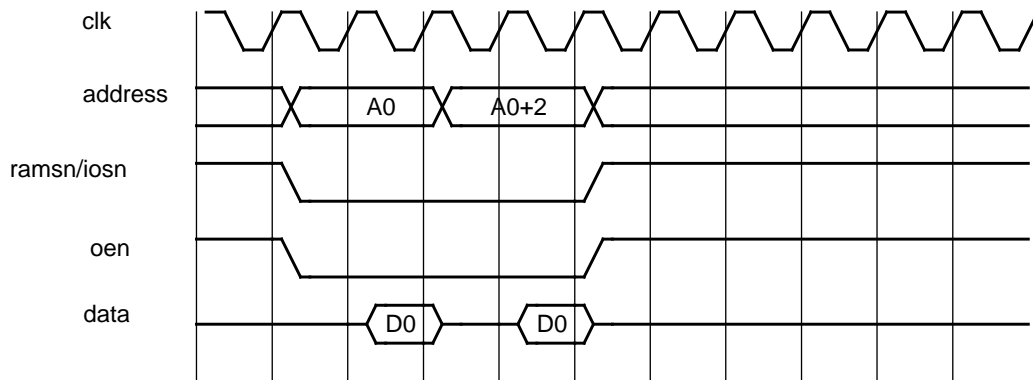 clk
address
A0
A0+2
ramsn/iosn
oen
data
D0
D0